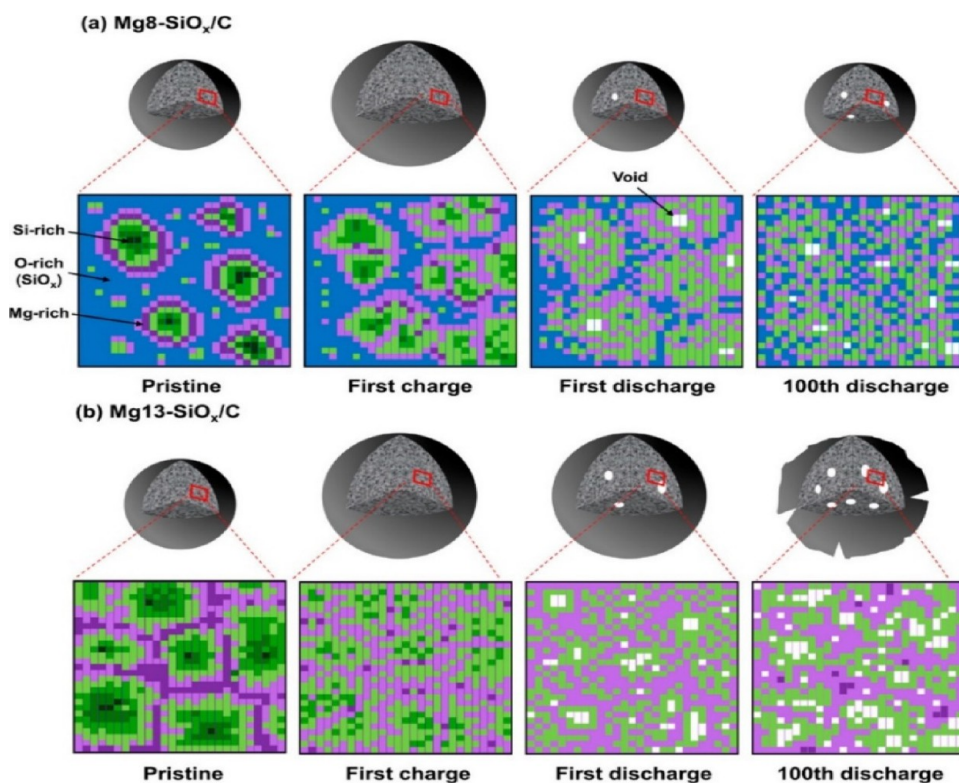 (a) Mg8-SiOx/C
Void
Si-rich
O-rich
(SiOx)
Mg-rich
Pristine First charge First discharge 100th discharge
(b) Mg13-SiOx/C
Pristine First charge First discharge 100th discharge